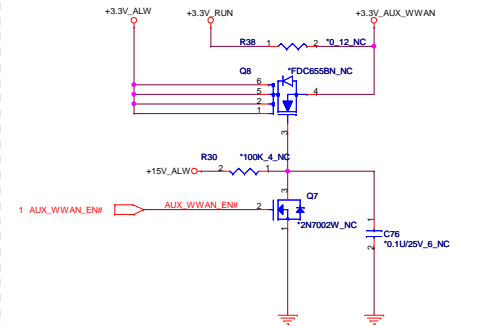 +3.3V_ALW
+3.3V_RUN
+3.3V_AUX_WWAN
R38 1 2 *0_12_NC
Q8 *FDC655BN_NC
6
5
2
1
4
3
R30 *100K_4_NC
+15V_ALW 2 1
3
Q7
1 AUX_WWAN_EN# AUX_WWAN_EN# 2
*2N7002W_NC
1
1
C76
*0.1U/25V_6_NC
2